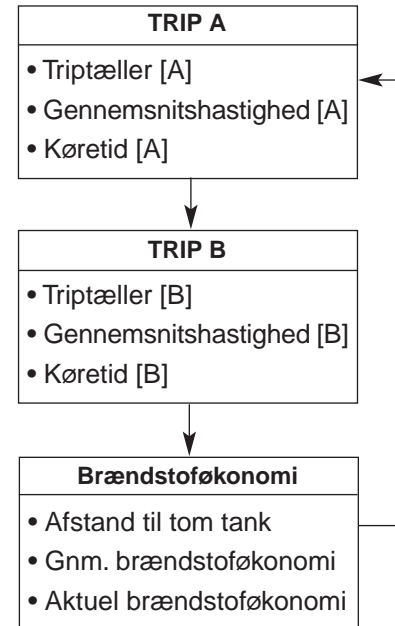 TRIP A
• Triptæller [A]
• Gennemsnitshastighed [A]
• Køretid [A]
TRIP B
• Triptæller [B]
• Gennemsnitshastighed [B]
• Køretid [B]
Brændstoføkonomi
• Afstand til tom tank
• Gnm. brændstoføkonomi
• Aktuel brændstoføkonomi